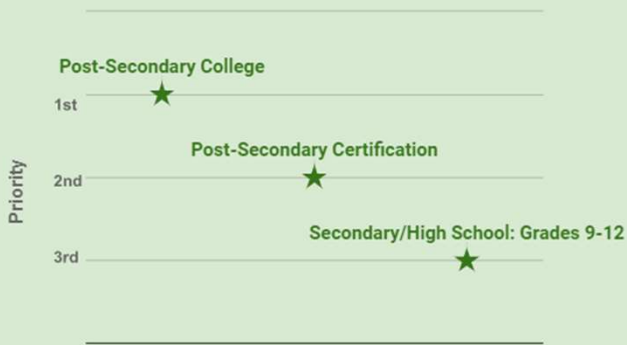 Post-Secondary College
1st
Post-Secondary Certification
2nd
Priority
Secondary/High School: Grades 9-12
3rd